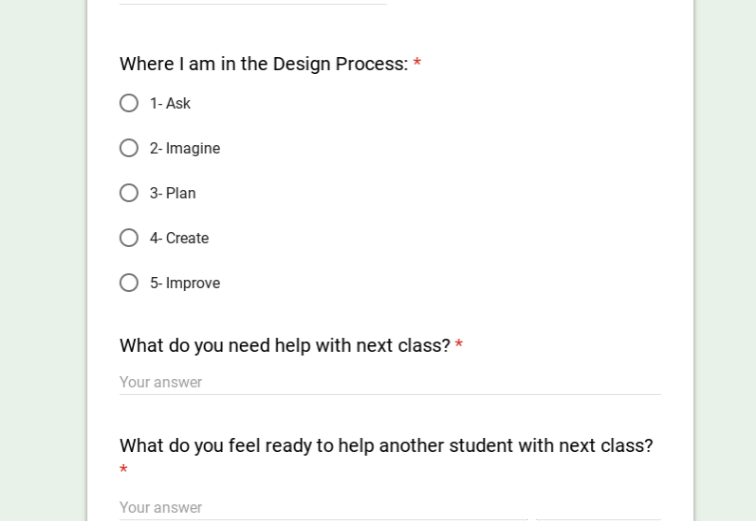 Where I am in the Design Process: *
1- Ask
2- Imagine
3- Plan
4- Create
5- Improve
What do you need help with next class? *
Your answer
What do you feel ready to help another student with next class?
*
Your answer